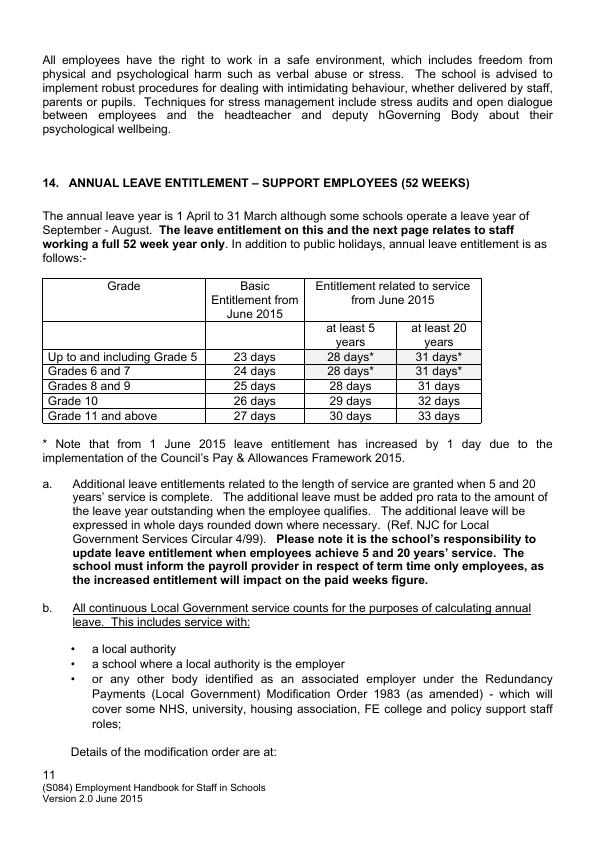 All employees have the right to work in a safe environment, which includes freedom from
physical and psychological harm such as verbal abuse or stress. The school is advised to
implement robust procedures for dealing with intimidating behaviour, whether delivered by staff,
parents or pupils. Techniques for stress management include stress audits and open dialogue
between employees and the headteacher and deputy hGoverning Body about their
psychological wellbeing.
14. ANNUAL LEAVE ENTITLEMENT – SUPPORT EMPLOYEES (52 WEEKS)
The annual leave year is 1 April to 31 March although some schools operate a leave year of
September - August. The leave entitlement on this and the next page relates to staff
working a full 52 week year only. In addition to public holidays, annual leave entitlement is as
follows:-
Grade Basic Entitlement related to service
Entitlement from from June 2015
June 2015
at least 5 at least 20
years years
Up to and including Grade 5 23 days 28 days* 31 days*
Grades 6 and 7 24 days 28 days* 31 days*
Grades 8 and 9 25 days 28 days 31 days
Grade 10 26 days 29 days 32 days
Grade 11 and above 27 days 30 days 33 days
* Note that from 1 June 2015 leave entitlement has increased by 1 day due to the
implementation of the Council's Pay & Allowances Framework 2015.
a. Additional leave entitlements related to the length of service are granted when 5 and 20
years' service is complete. The additional leave must be added pro rata to the amount of
the leave year outstanding when the employee qualifies. The additional leave will be
expressed in whole days rounded down where necessary. (Ref. NJC for Local
Government Services Circular 4/99). Please note it is the school's responsibility to
update leave entitlement when employees achieve 5 and 20 years' service. The
school must inform the payroll provider in respect of term time only employees, as
the increased entitlement will impact on the paid weeks figure.
b. All continuous Local Government service counts for the purposes of calculating annual
leave. This includes service with:
• a local authority
• a school where a local authority is the employer
• or any other body identified as an associated employer under the Redundancy
Payments (Local Government) Modification Order 1983 (as amended) - which will
cover some NHS, university, housing association, FE college and policy support staff
roles;
Details of the modification order are at:
11
(S084) Employment Handbook for Staff in Schools
Version 2.0 June 2015